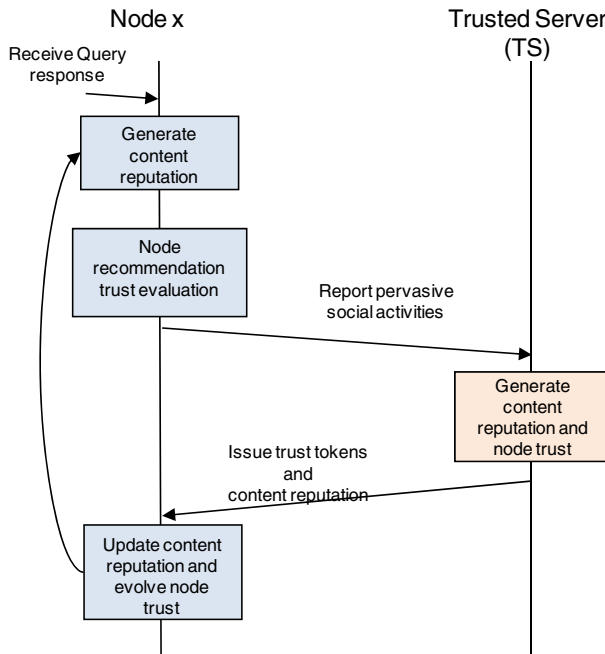 Node x
Trusted Server
(TS)
Receive Query
response
Generate
content
reputation
Node
recommendation
trust evaluation
Report pervasive
social activities
Generate
content
reputation and
node trust
Issue trust tokens
and
content reputation
Update content
reputation and
evolve node
trust